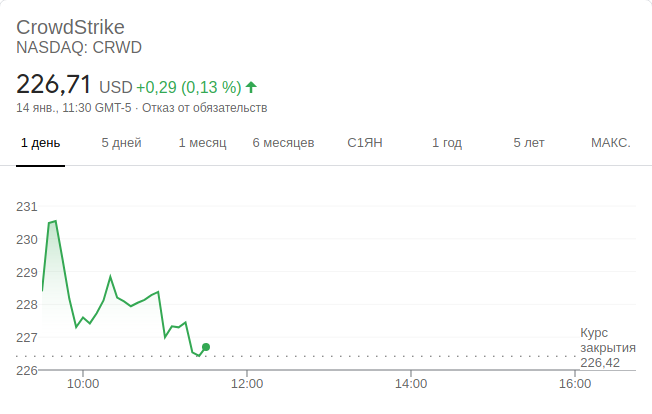 CrowdStrike
NASDAQ: CRWD
226,71 USD +0,29 (0,13 %)
14 янв., 11:30 GMT-5 · Отказ от обязательств
1 день 5 дней 1 месяц 6 месяцев С1ЯН 1 год 5 лет МАКС.
231
230
229
228
227
226
Курс
закрытия
226,42
10:00 12:00 14:00 16:00